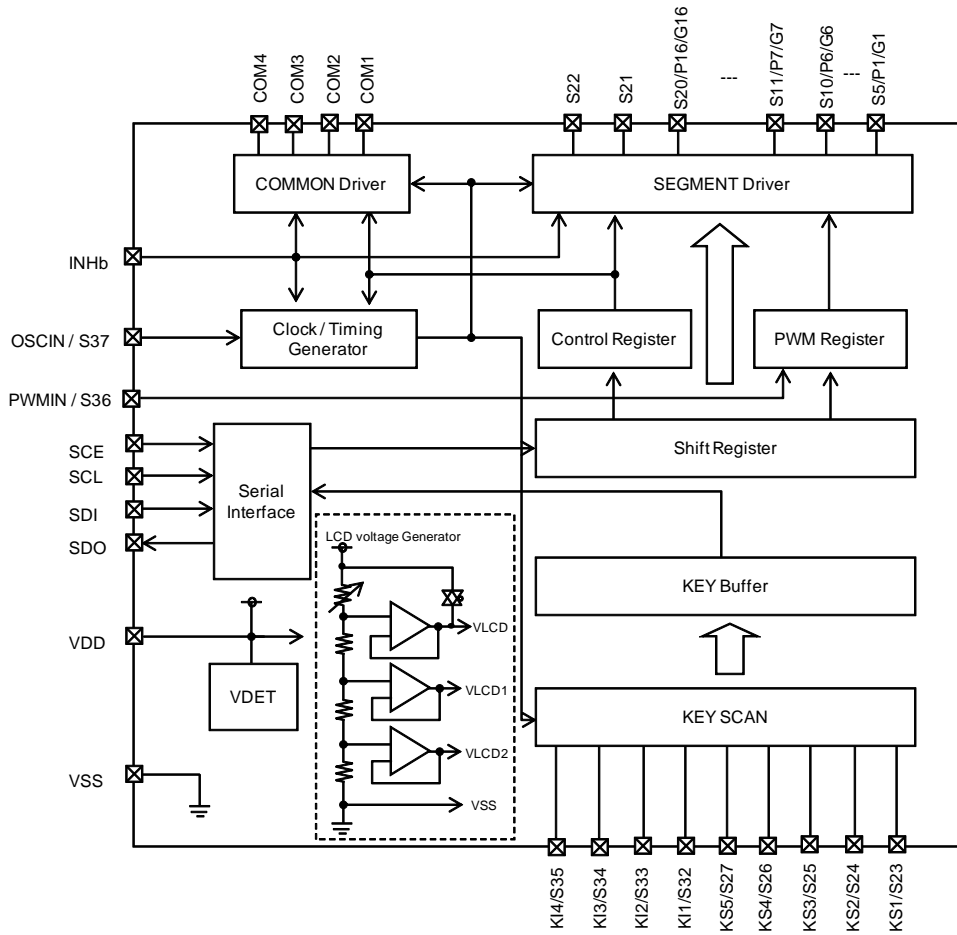 COM4
COM3
COM2
COM1
S22
S21
S20/P16/G16
---
S11/P7/G7
S10/P6/G6
---
S5/P1/G1
COMMON Driver
SEGMENT Driver
INHb
OSCIN / S37
Clock / Timing
Generator
Control Register
PWM Register
PWMIN / S36
SCE
SCL
SDI
SDO
Serial
Interface
Shift Register
LCD voltage Generator
KEY Buffer
VLCD
VDD
VDET
VLCD1
KEY SCAN
VLCD2
VSS
VSS
KI4/S35
KI3/S34
KI2/S33
KI1/S32
KS5/S27
KS4/S26
KS3/S25
KS2/S24
KS1/S23